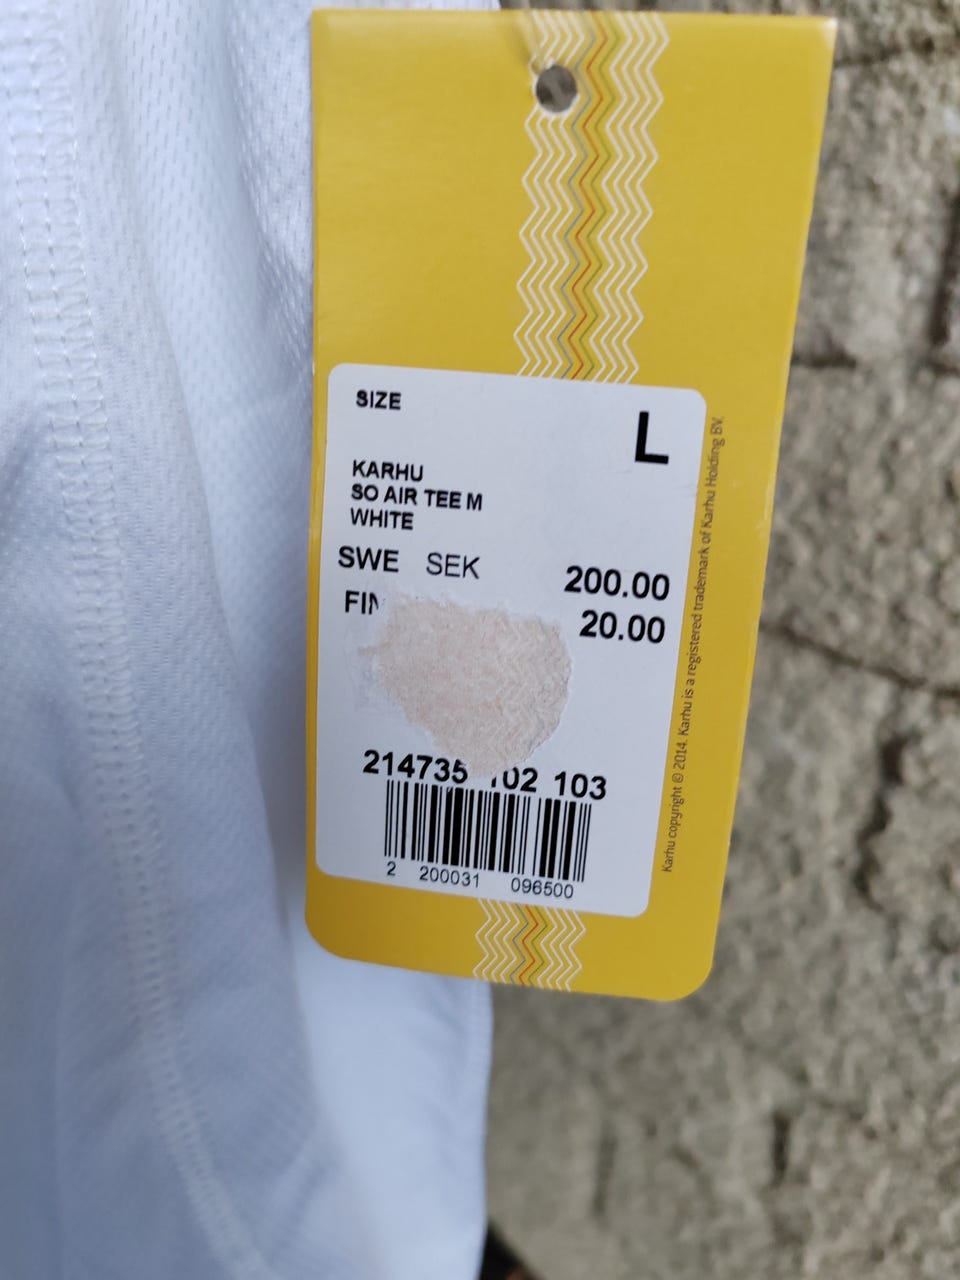 SIZE
L
KARHU
SO AIR TEE M
WHITE
SWE SEK 200.00
FIN 20.00
214735 102 103
2 200031 096500
Karhu copyright © 2014. Karhu is a registered trademark of Karhu Holding BV.